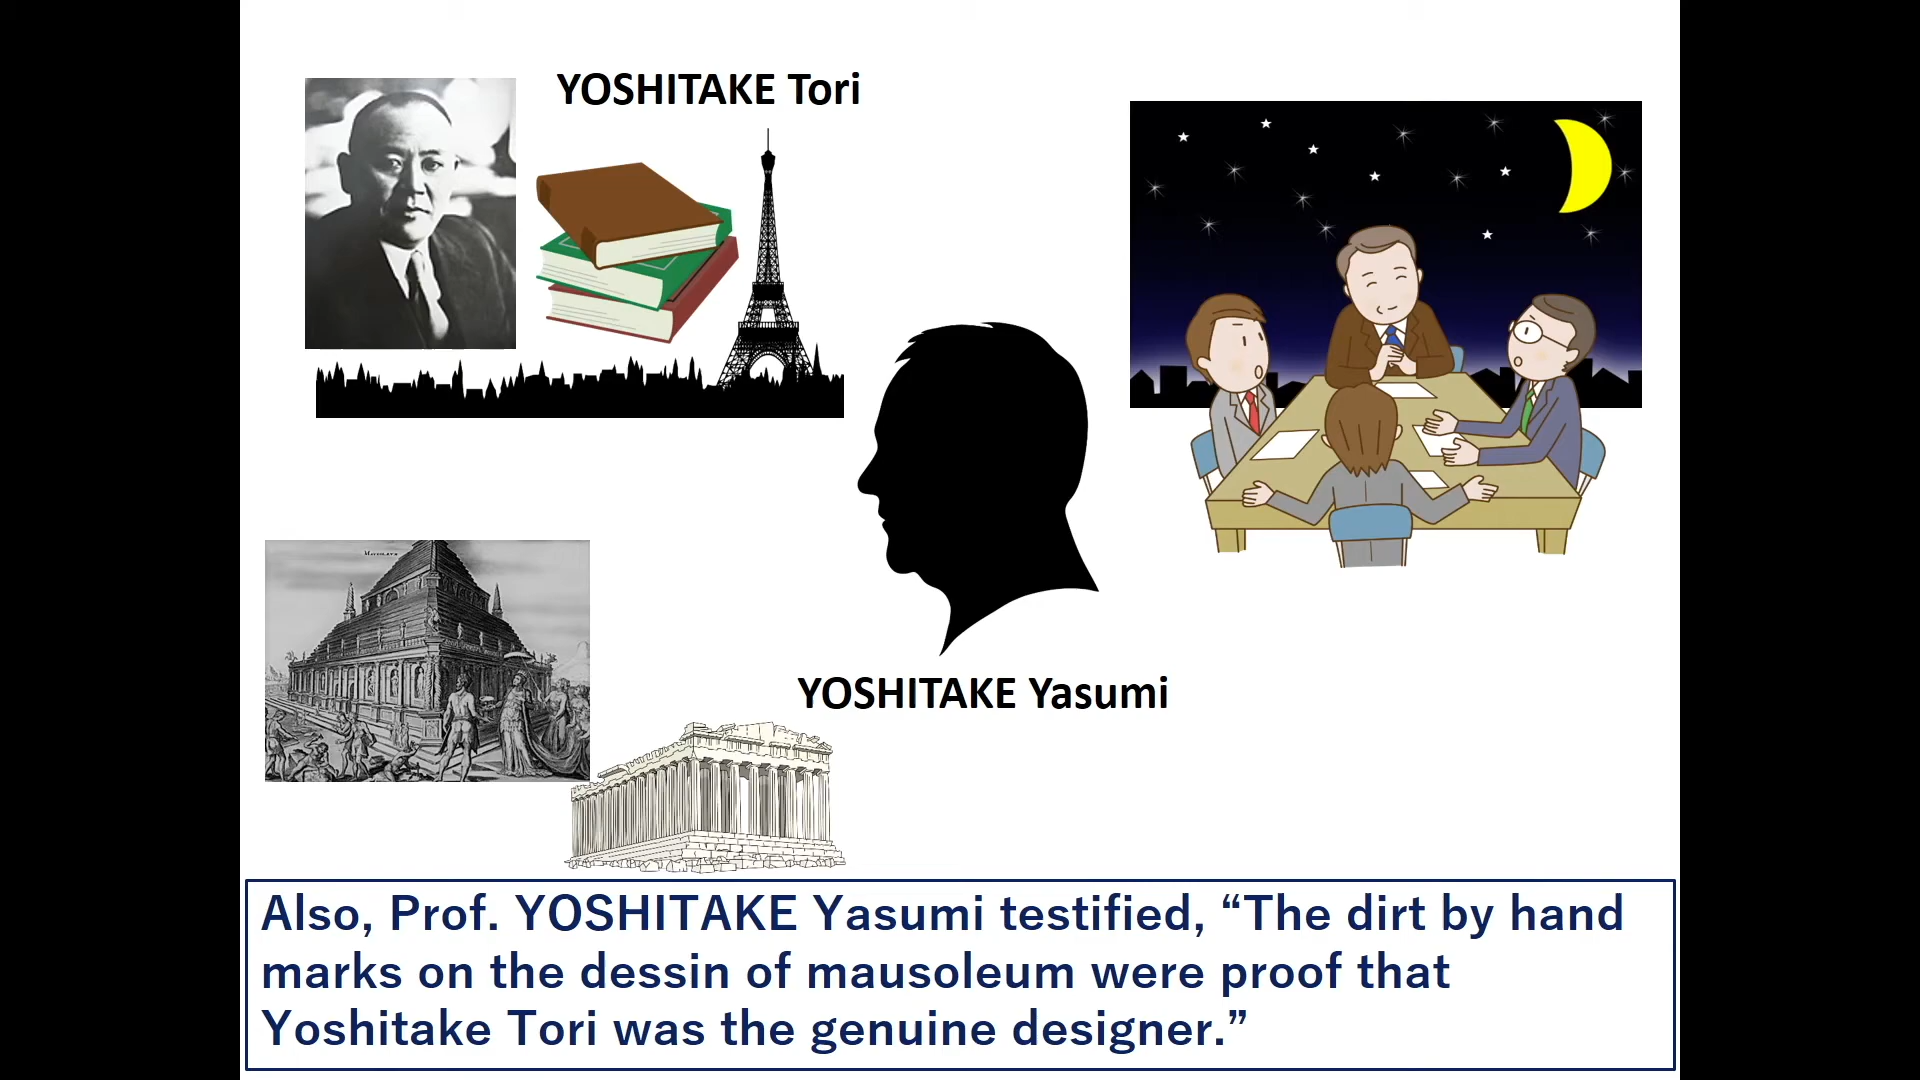 YOSHITAKE Tori
YOSHITAKE Yasumi
Also, Prof. YOSHITAKE Yasumi testified, “The dirt by hand
marks on the dessin of mausoleum were proof that
Yoshitake Tori was the genuine designer.”